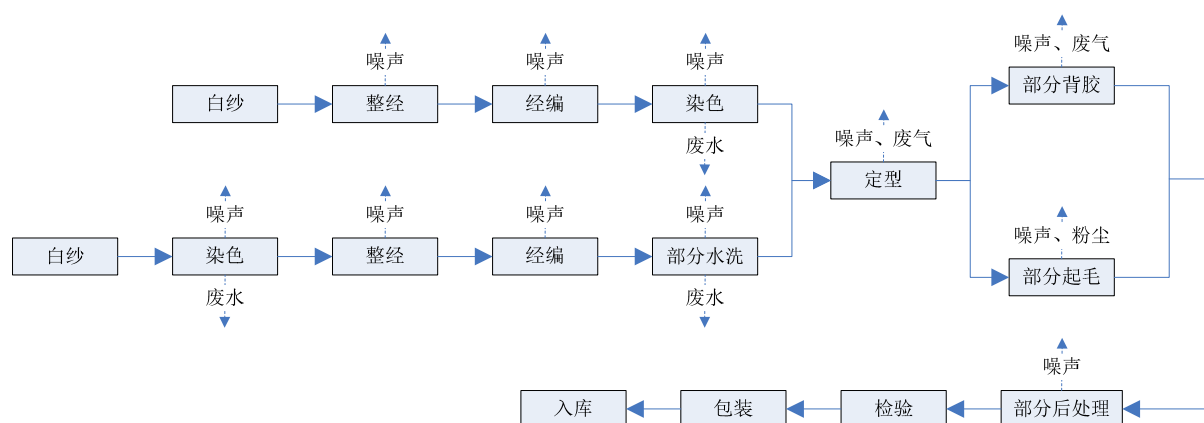 噪声、废气
噪声 噪声 噪声
白纱 整经 经编 染色 部分背胶
噪声、废气
废水
定型
噪声 噪声 噪声 噪声
噪声、粉尘
白纱 染色 整经 经编 部分水洗
部分起毛
废水 废水
噪声
入库 包装 检验 部分后处理